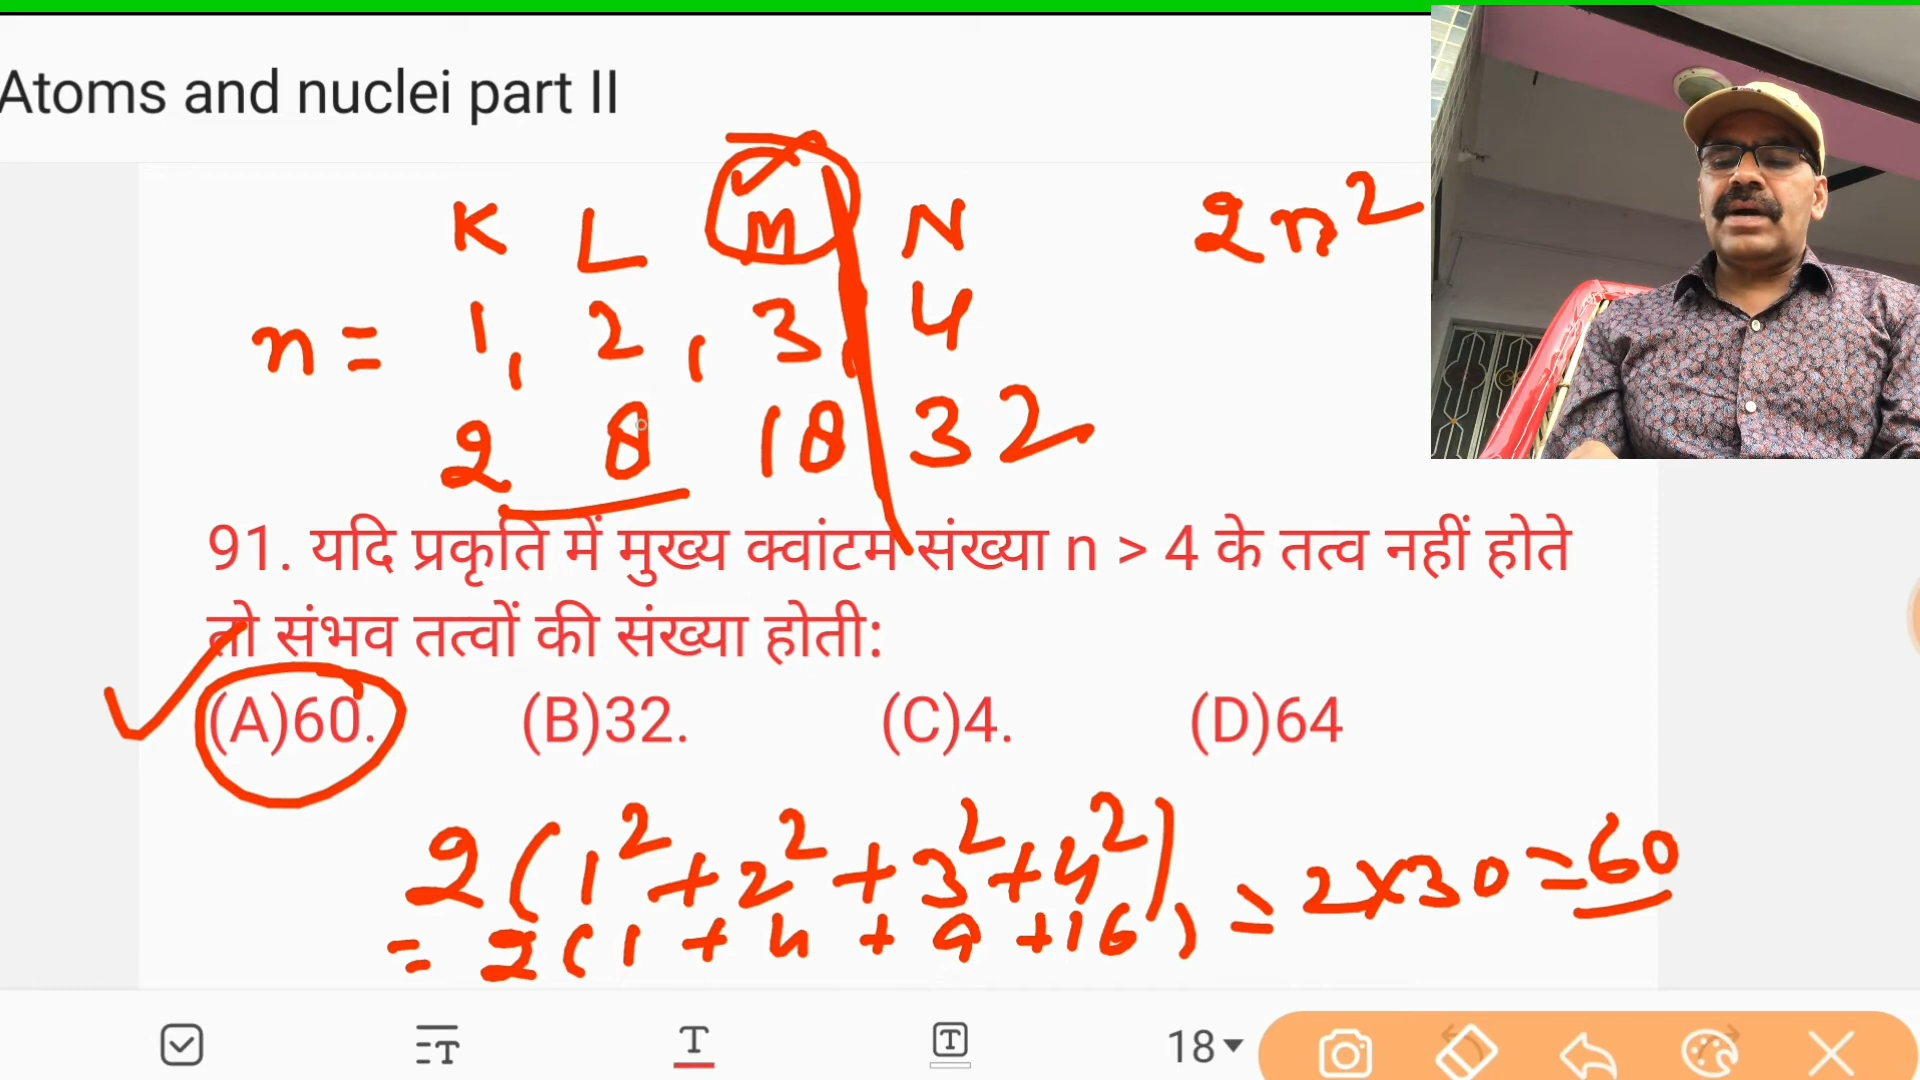 Atoms and nuclei part II
K L M N 2n²
n = 1, 2, 3, 4
2 8 18 32
91. यदि प्रकृति में मुख्य क्वांटम संख्या n > 4 के तत्व नहीं होते
तो संभव तत्वों की संख्या होती:
(A)60. (B)32. (C)4. (D)64
2(1²+2²+3²+4²)
= 2(1+4+9+16) = 2×30=60
T T T 18